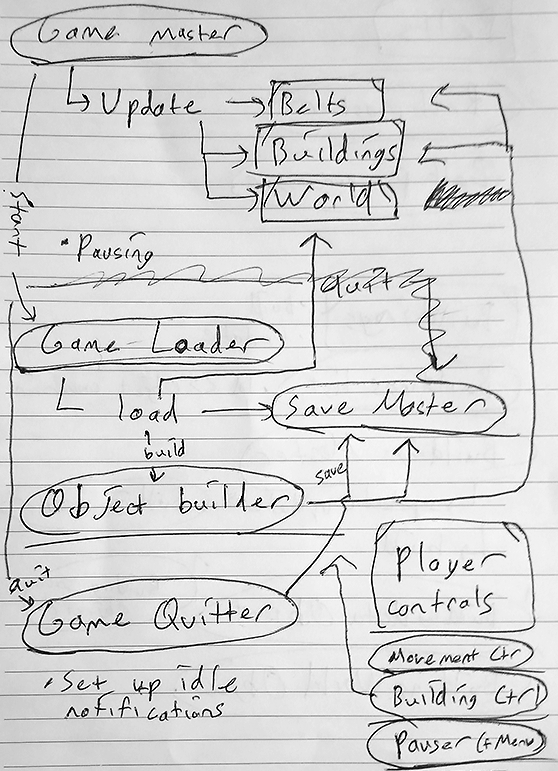 Game Master
Update
Belts
Buildings
World
Start
• Pausing
Quit
Game Loader
load
Save Master
build
save
Object builder
Player
controls
Quit
Game Quitter
Movement Ctr
Building Ctrl
Pauser (+Menu)
• Set up idle
notifications